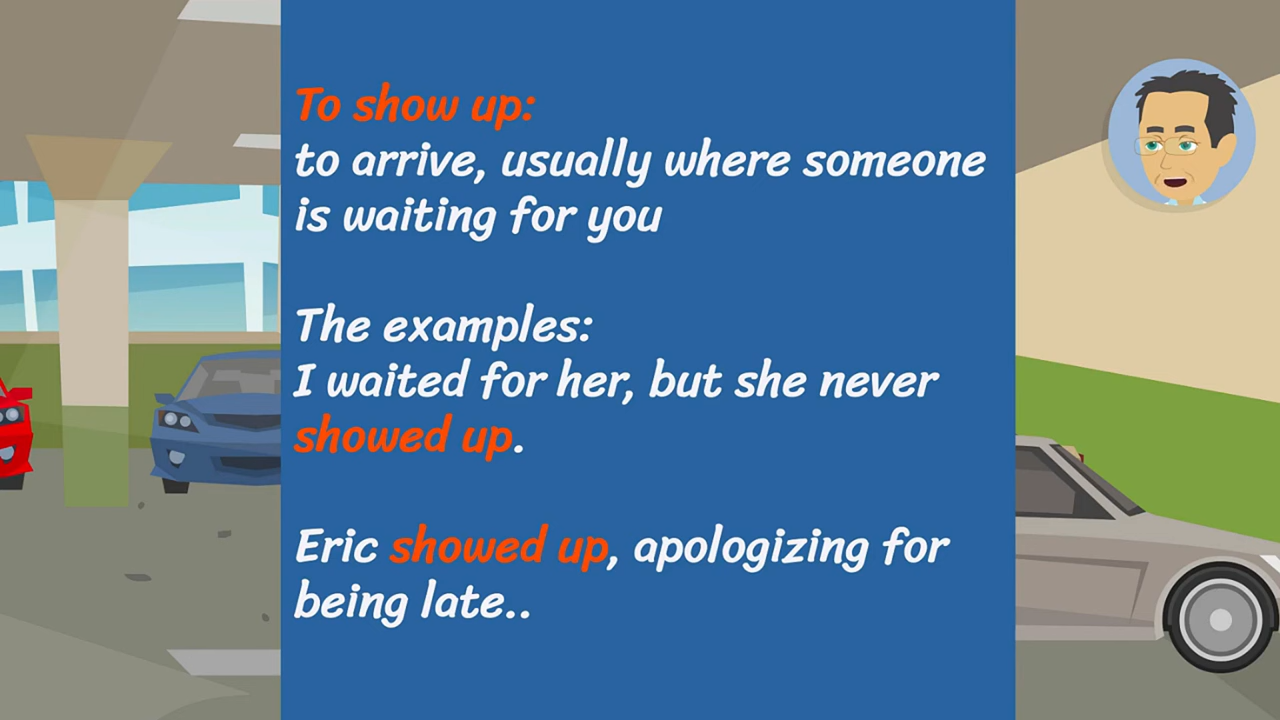 To show up:
to arrive, usually where someone
is waiting for you
The examples:
I waited for her, but she never
showed up.
Eric showed up, apologizing for
being late..